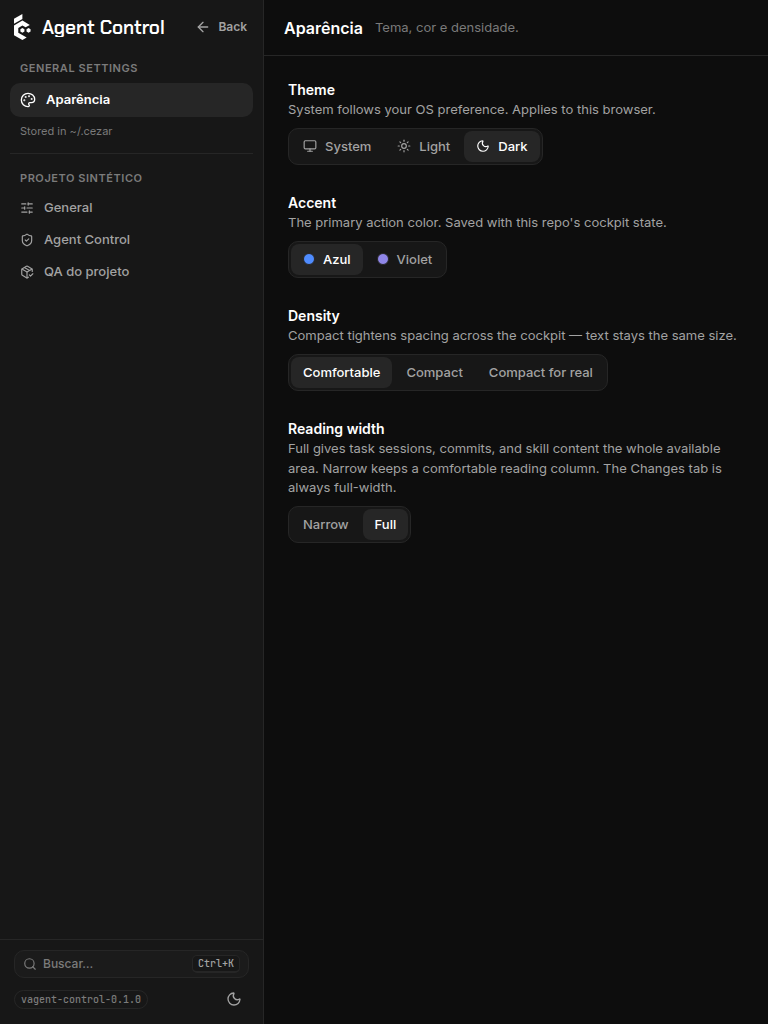 Agent Control
Back
GENERAL SETTINGS
Aparência
Stored in ~/.cezar
PROJETO SINTÉTICO
General
Agent Control
QA do projeto
Buscar...
Ctrl+K
vagent-control-0.1.0
Aparência
Tema, cor e densidade.
Theme
System follows your OS preference. Applies to this browser.
System
Light
Dark
Accent
The primary action color. Saved with this repo's cockpit state.
Azul
Violet
Density
Compact tightens spacing across the cockpit — text stays the same size.
Comfortable
Compact
Compact for real
Reading width
Full gives task sessions, commits, and skill content the whole available
area. Narrow keeps a comfortable reading column. The Changes tab is
always full-width.
Narrow
Full